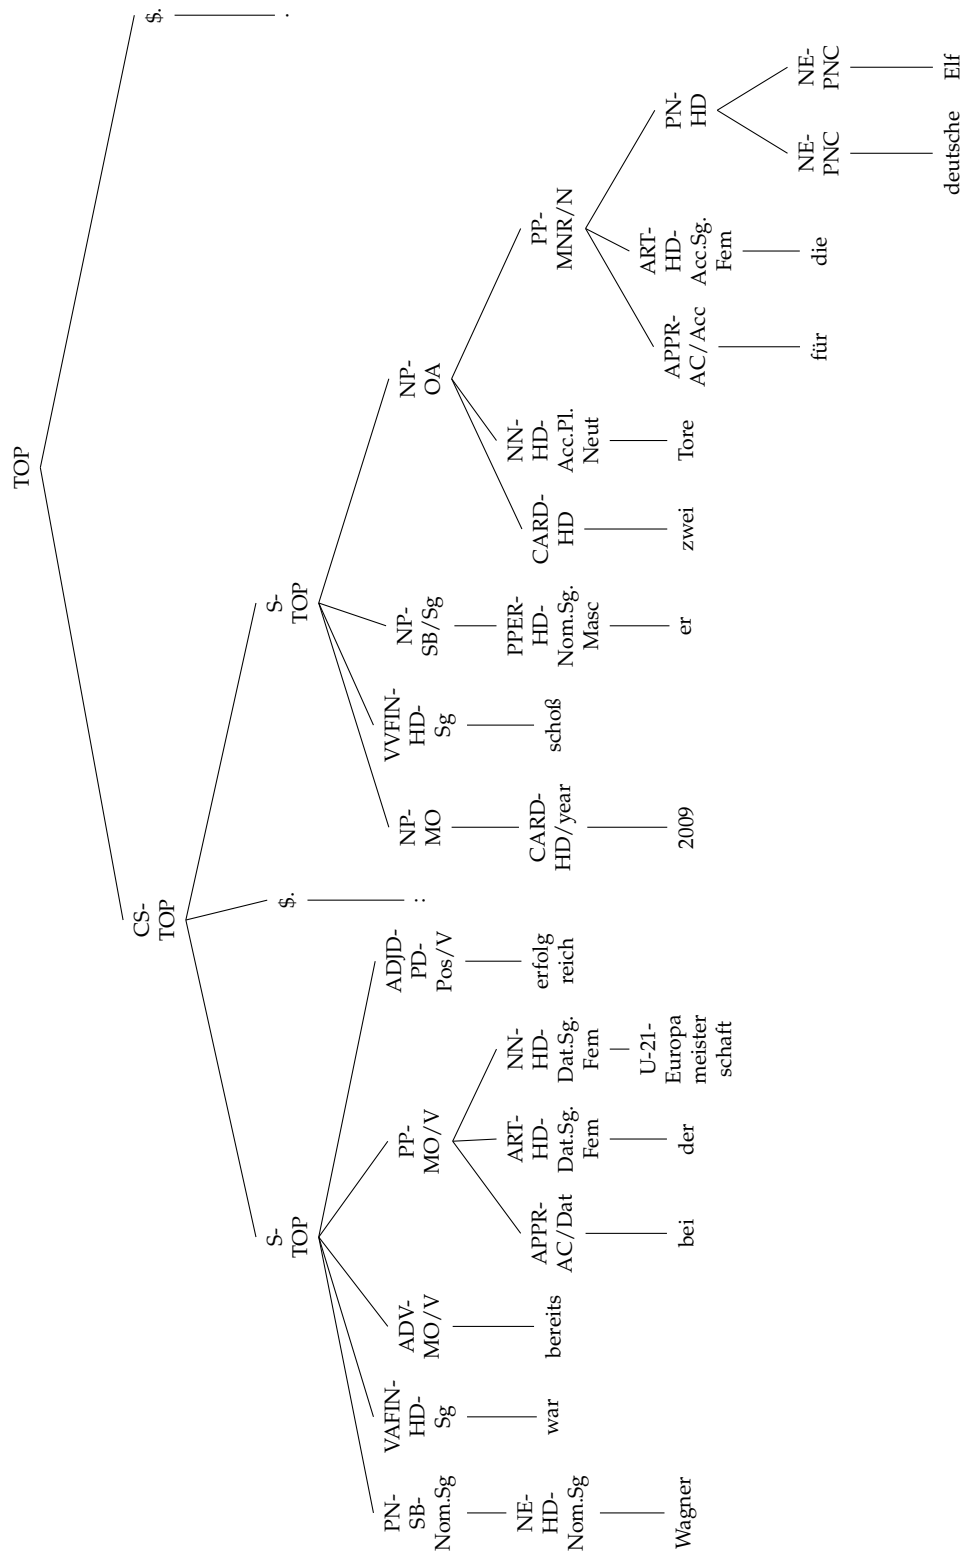 TOP
CS-
TOP
$.
S-
TOP
$.
S-
TOP
.
PN-
SB-
Nom.Sg
VAFIN-
HD-
Sg
ADV-
MO/V
PP-
MO/V
ADJD-
PD-
Pos/V
:
NP-
MO
VVFIN-
HD-
Sg
NP-
SB/Sg
NP-
OA
NE-
HD-
Nom.Sg
war
bereits
APPR-
AC/Dat
ART-
HD-
Dat.Sg.
Fem
NN-
HD-
Dat.Sg.
Fem
erfolg
reich
CARD-
HD/year
schoß
PPER-
HD-
Nom.Sg.
Masc
CARD-
HD
NN-
HD-
Acc.Pl.
Neut
PP-
MNR/N
Wagner
bei
der
U-21-
Europa
meister
schaft
2009
er
zwei
Tore
APPR-
AC/Acc
ART-
HD-
Acc.Sg.
Fem
PN-
HD
für
die
NE-
PNC
NE-
PNC
deutsche
Elf